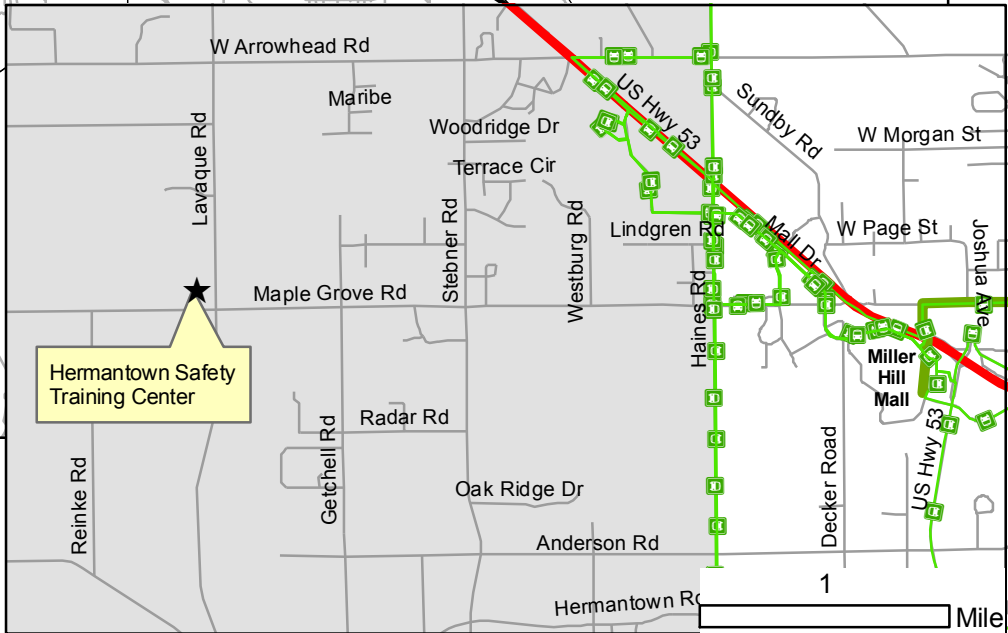 W Arrowhead Rd
Maribe
Lavaque Rd
Woodridge Dr
Terrace Cir
US Hwy 53
Sundby Rd
W Morgan St
Stebner Rd
Westburg Rd
Lindgren Rd
Mall Dr
W Page St
Joshua Ave
Maple Grove Rd
Haines Rd
Hermantown Safety
Training Center
Miller
Hill
Mall
Radar Rd
Getchell Rd
Reinke Rd
Oak Ridge Dr
Decker Road
US Hwy 53
Anderson Rd
Hermantown Rd
1
Mile